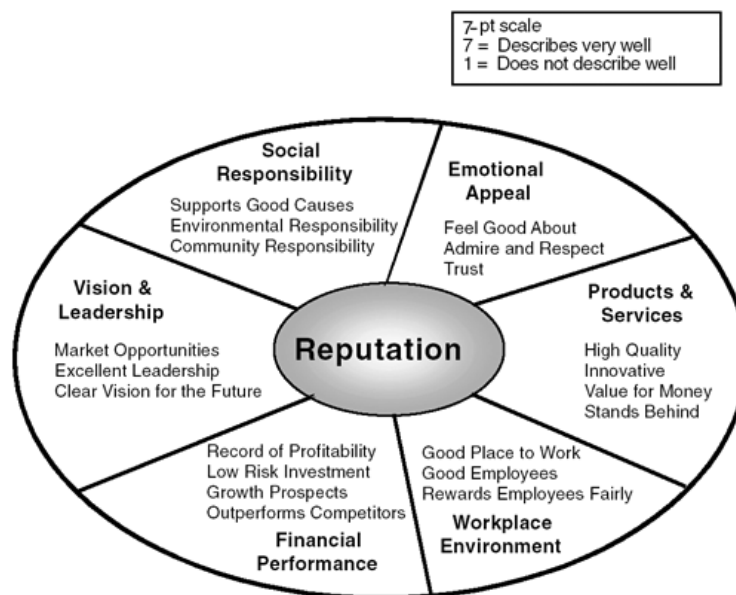 7-pt scale
7 = Describes very well
1 = Does not describe well
Social
Responsibility
Supports Good Causes
Environmental Responsibility
Community Responsibility
Emotional
Appeal
Feel Good About
Admire and Respect
Trust
Vision &
Leadership
Market Opportunities
Excellent Leadership
Clear Vision for the Future
Reputation
Products &
Services
High Quality
Innovative
Value for Money
Stands Behind
Record of Profitability
Low Risk Investment
Growth Prospects
Outperforms Competitors
Financial
Performance
Good Place to Work
Good Employees
Rewards Employees Fairly
Workplace
Environment